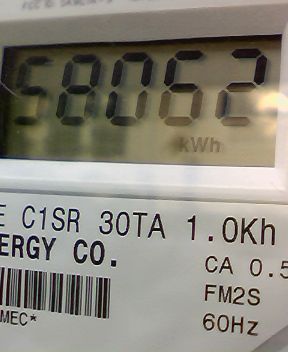 58062
kWh
E C1SR 30TA 1.0Kh
ERGY CO.
CA 0.5
FM2S
MEC*
60Hz